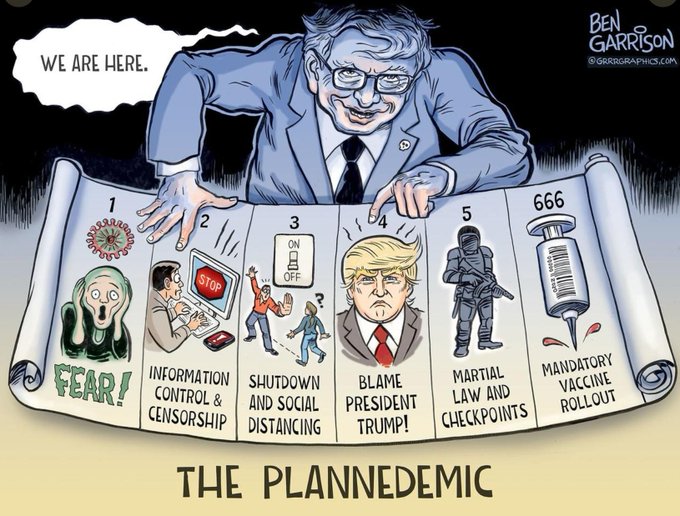 BEN
GARRISON
@GRRRGRAPHICS.COM
WE ARE HERE.
1
FEAR!
2
STOP
INFORMATION
CONTROL &
CENSORSHIP
3
ON
OFF
?
SHUTDOWN
AND SOCIAL
DISTANCING
4
BLAME
PRESIDENT
TRUMP!
5
MARTIAL
LAW AND
CHECKPOINTS
666
MANDATORY
VACCINE
ROLLOUT
THE PLANNEDEMIC